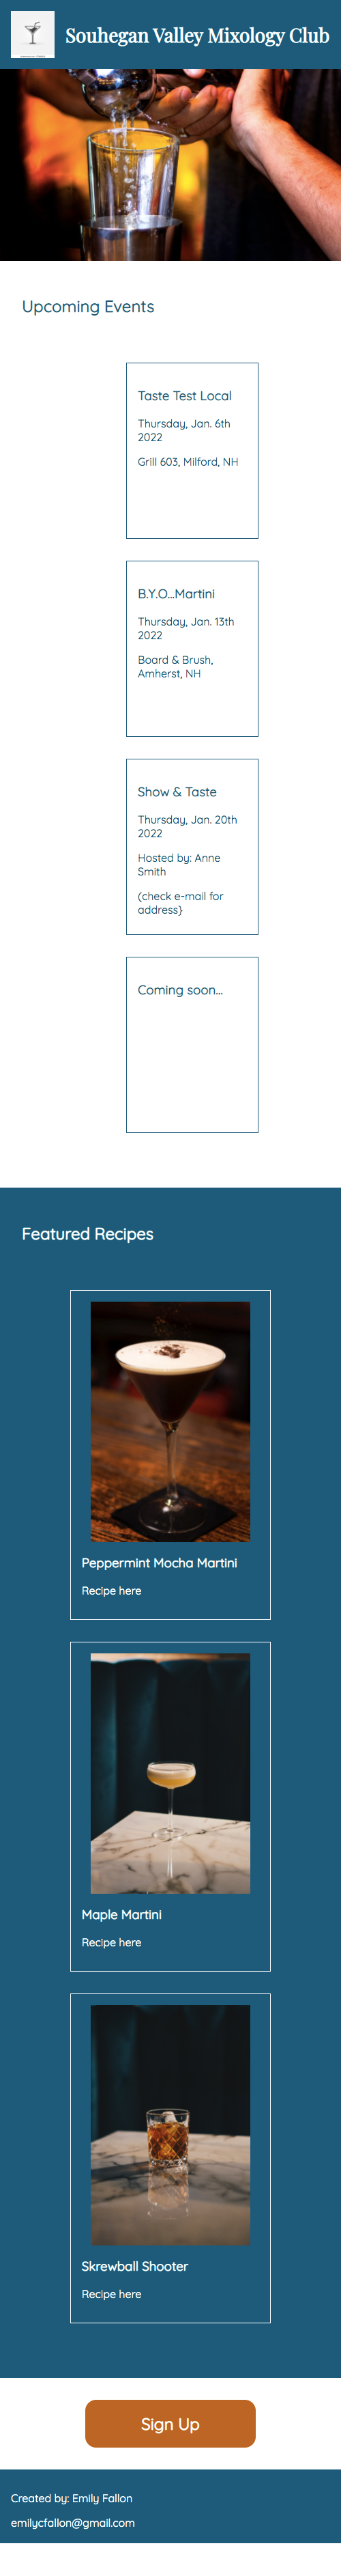 Souhegan Valley Mixology Club
Upcoming Events
Taste Test Local
Thursday, Jan. 6th
2022
Grill 603, Milford, NH
B.Y.O...Martini
Thursday, Jan. 13th
2022
Board & Brush,
Amherst, NH
Show & Taste
Thursday, Jan. 20th
2022
Hosted by: Anne
Smith
(check e-mail for
address}
Coming soon...
Featured Recipes
Peppermint Mocha Martini
Recipe here
Maple Martini
Recipe here
Skrewball Shooter
Recipe here
Sign Up
Created by: Emily Fallon
emilycfallon@gmail.com